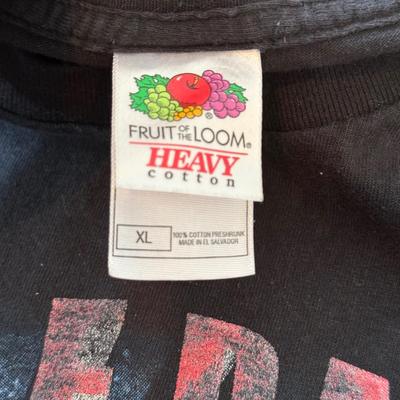 FRUIT OF THE LOOM®
HEAVY
cotton
XL
100% COTTON PRESHRUNK
MADE IN EL SALVADOR